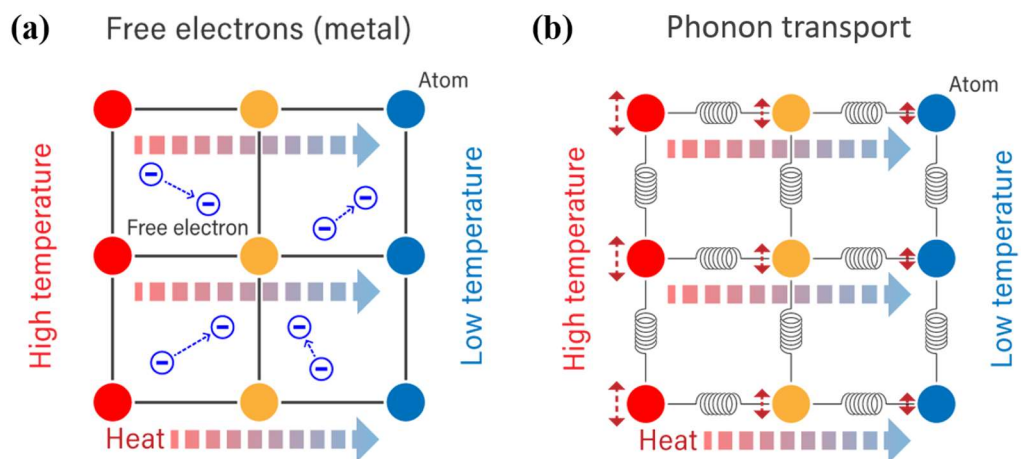 (a) Free electrons (metal)
Atom
High temperature
Free electron
Low temperature
Heat
(b) Phonon transport
Atom
High temperature
Low temperature
Heat